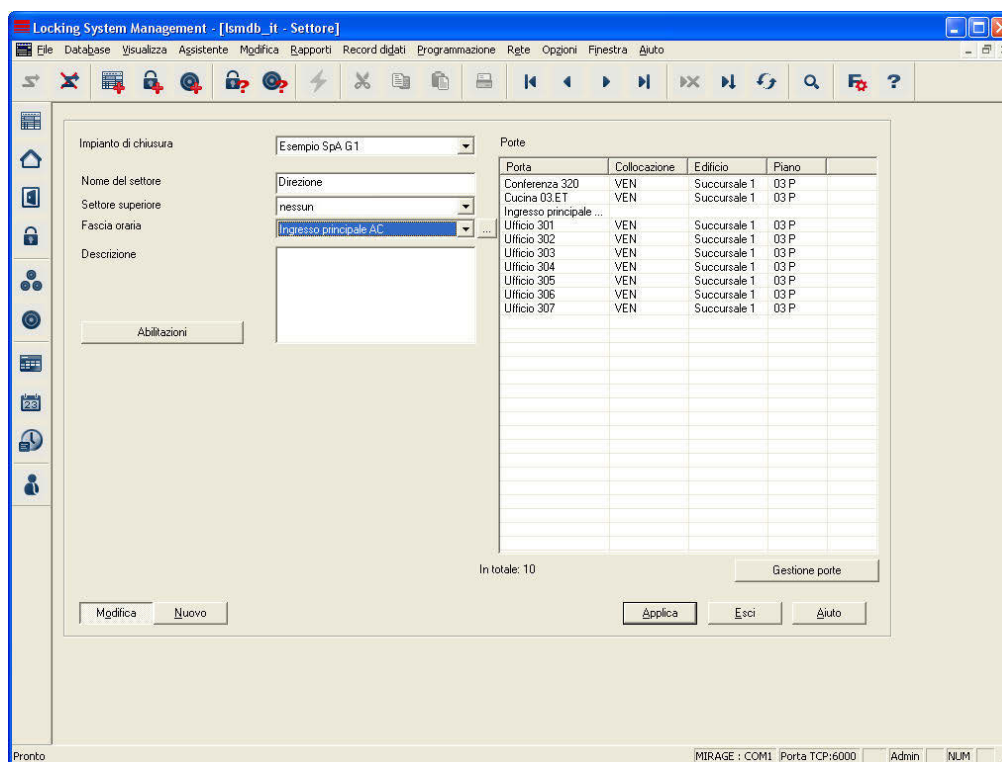 Locking System Management - [lsmdb_it - Settore]
File Database Visualizza Assistente Modifica Rapporti Record didati Programmazione Rete Opzioni Finestra Aiuto
Impianto di chiusura Esempio SpA G1
Nome del settore Direzione
Settore superiore nessun
Fascia oraria Ingresso principale AC ...
Descrizione
Abilitazioni
Porte
Porta Collocazione Edificio Piano
Conferenza 320 VEN Succursale 1 03 P
Cucina 03.ET VEN Succursale 1 03 P
Ingresso principale ...
Ufficio 301 VEN Succursale 1 03 P
Ufficio 302 VEN Succursale 1 03 P
Ufficio 303 VEN Succursale 1 03 P
Ufficio 304 VEN Succursale 1 03 P
Ufficio 305 VEN Succursale 1 03 P
Ufficio 306 VEN Succursale 1 03 P
Ufficio 307 VEN Succursale 1 03 P
In totale: 10 Gestione porte
Modifica Nuovo Applica Esci Aiuto
Pronto MIRAGE : COM1 Porta TCP:6000 Admin NUM